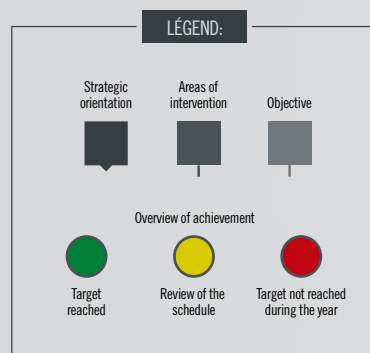 LÉGEND:
Strategic
orientation
Areas of
intervention
Objective
Overview of achievement
Target
reached
Review of the
schedule
Target not reached
during the year